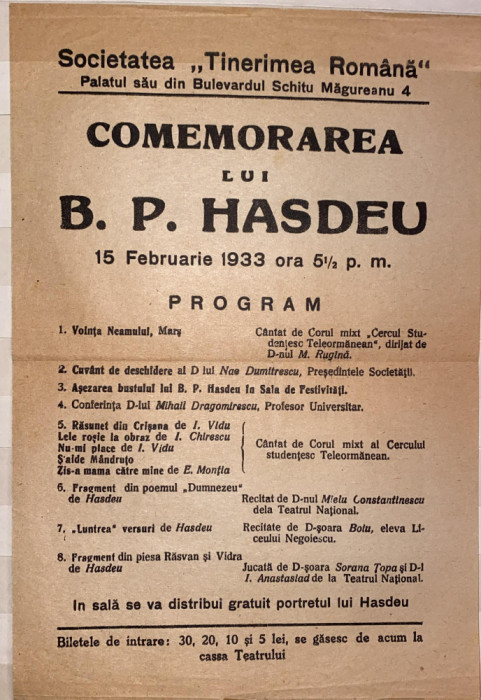 Societatea „Tinerimea Română“
Palatul său din Bulevardul Schitu Măgureanu 4
COMEMORAREA
LUI
B. P. HASDEU
15 Februarie 1933 ora 5½ p. m.
PROGRAM
1. Voința Neamului, Marș
Cântat de Corul mixt „Cercul Stu-
dențesc Teleormănean“, dirijat de
D-nul M. Rugină.
2. Cuvânt de deschidere al D lui Nae Dumitrescu, Președintele Societății.
3. Așezarea bustului lui B. P. Hasdeu în Sala de Festivități.
4. Conferința D-lui Mihail Dragomirescu, Profesor Universitar.
5. Răsunet din Crișana de I. Vidu
Lele roșie la obraz de I. Chirescu
Nu-mi place de I. Vidu
S'aide Mândruțo
Zis-a mama către mine de E. Monția
Cântat de Corul mixt al Cercului
studențesc Teleormănean.
6. Fragment din poemul „Dumnezeu“
de Hasdeu
Recitat de D-nul Mielu Constantinescu
dela Teatrul Național.
7. „Luntrea“ versuri de Hasdeu
Recitate de D-șoara Boiu, eleva Li-
ceului Negoiescu.
8. Fragment din piesa Răsvan și Vidra
de Hasdeu
Jucată de D-șoara Sorana Țopa și D-l
I. Anastasiad de la Teatrul Național.
In sală se va distribui gratuit portretul lui Hasdeu
Biletele de intrare: 30, 20, 10 și 5 lei, se găsesc de acum la
cassa Teatrului